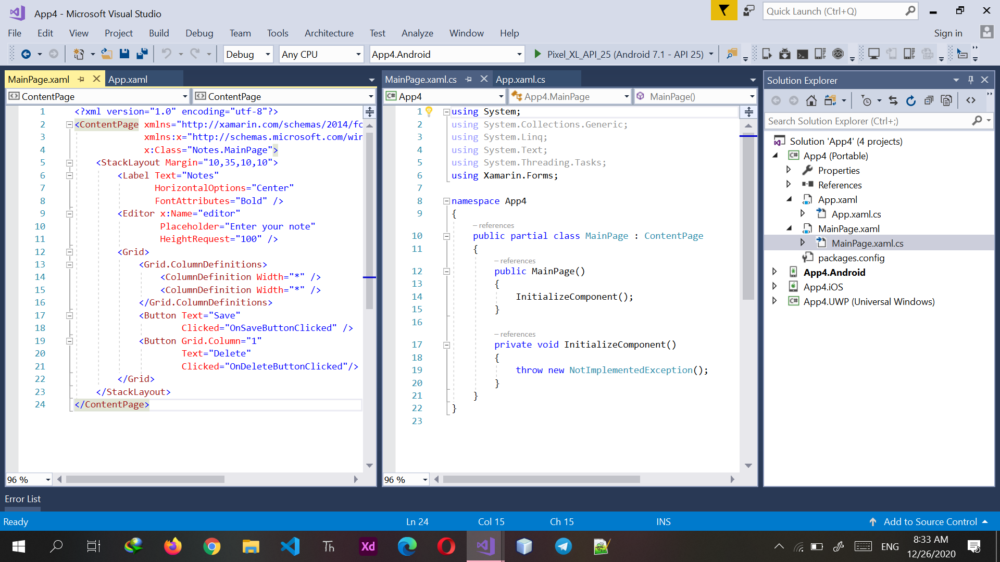 App4 - Microsoft Visual Studio
Quick Launch (Ctrl+Q)
File Edit View Project Build Debug Team Tools Architecture Test Analyze Window Help
Sign in
Debug Any CPU App4.Android Pixel_XL_API_25 (Android 7.1 - API 25)
MainPage.xaml App.xaml
ContentPage ContentPage
1 <?xml version="1.0" encoding="utf-8"?>
2 <ContentPage xmlns="http://xamarin.com/schemas/2014/fo
3 xmlns:x="http://schemas.microsoft.com/win
4 x:Class="Notes.MainPage">
5 <StackLayout Margin="10,35,10,10">
6 <Label Text="Notes"
7 HorizontalOptions="Center"
8 FontAttributes="Bold" />
9 <Editor x:Name="editor"
10 Placeholder="Enter your note"
11 HeightRequest="100" />
12 <Grid>
13 <Grid.ColumnDefinitions>
14 <ColumnDefinition Width="*" />
15 <ColumnDefinition Width="*" />
16 </Grid.ColumnDefinitions>
17 <Button Text="Save"
18 Clicked="OnSaveButtonClicked" />
19 <Button Grid.Column="1"
20 Text="Delete"
21 Clicked="OnDeleteButtonClicked"/>
22 </Grid>
23 </StackLayout>
24 </ContentPage>
96 %
MainPage.xaml.cs App.xaml.cs
C# App4 App4.MainPage MainPage()
1 using System;
2 using System.Collections.Generic;
3 using System.Linq;
4 using System.Text;
5 using System.Threading.Tasks;
6 using Xamarin.Forms;
7
8 namespace App4
9 {
– references
10 public partial class MainPage : ContentPage
11 {
– references
12 public MainPage()
13 {
14 InitializeComponent();
15 }
16
– references
17 private void InitializeComponent()
18 {
19 throw new NotImplementedException();
20 }
21 }
22 }
23
96 %
Solution Explorer
Search Solution Explorer (Ctrl+;)
Solution 'App4' (4 projects)
C# App4 (Portable)
Properties
References
App.xaml
App.xaml.cs
MainPage.xaml
MainPage.xaml.cs
packages.config
App4.Android
App4.iOS
C# App4.UWP (Universal Windows)
Error List
Ready Ln 24 Col 15 Ch 15 INS Add to Source Control
Th Xd ENG
8:33 AM
12/26/2020